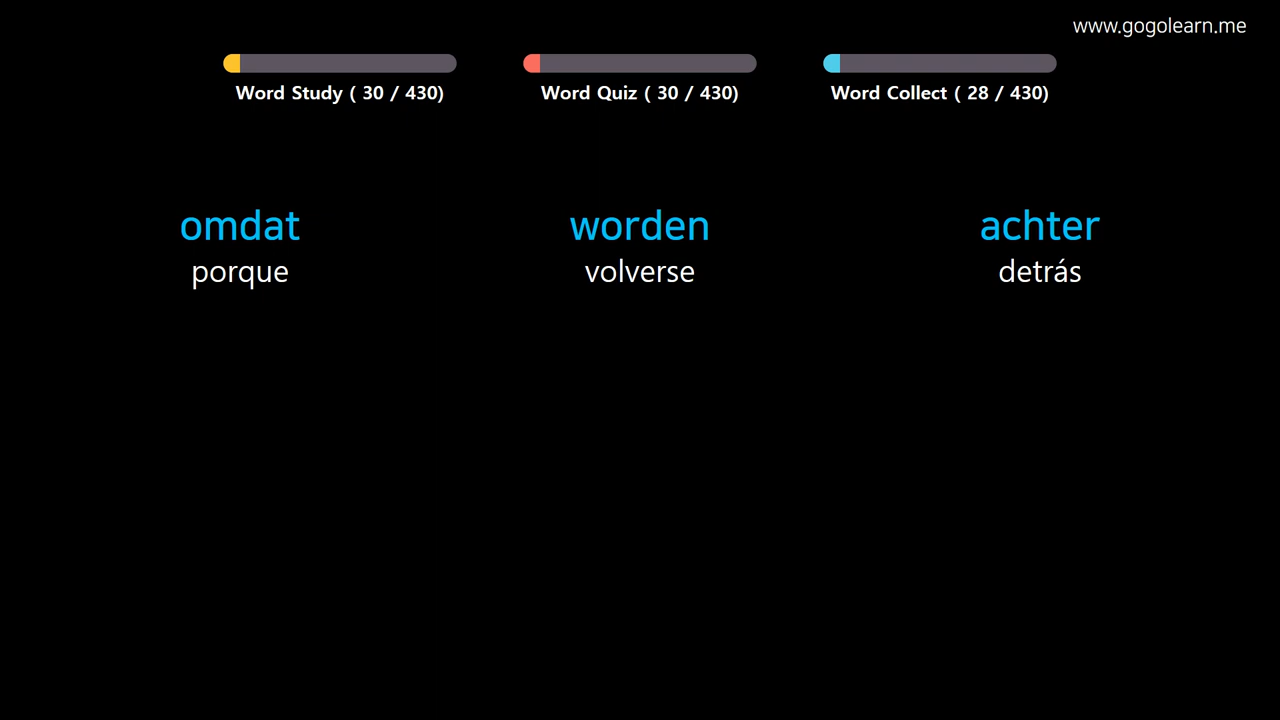 www.gogolearn.me
Word Study ( 30 / 430)
Word Quiz ( 30 / 430)
Word Collect ( 28 / 430)
omdat
porque
worden
volverse
achter
detrás